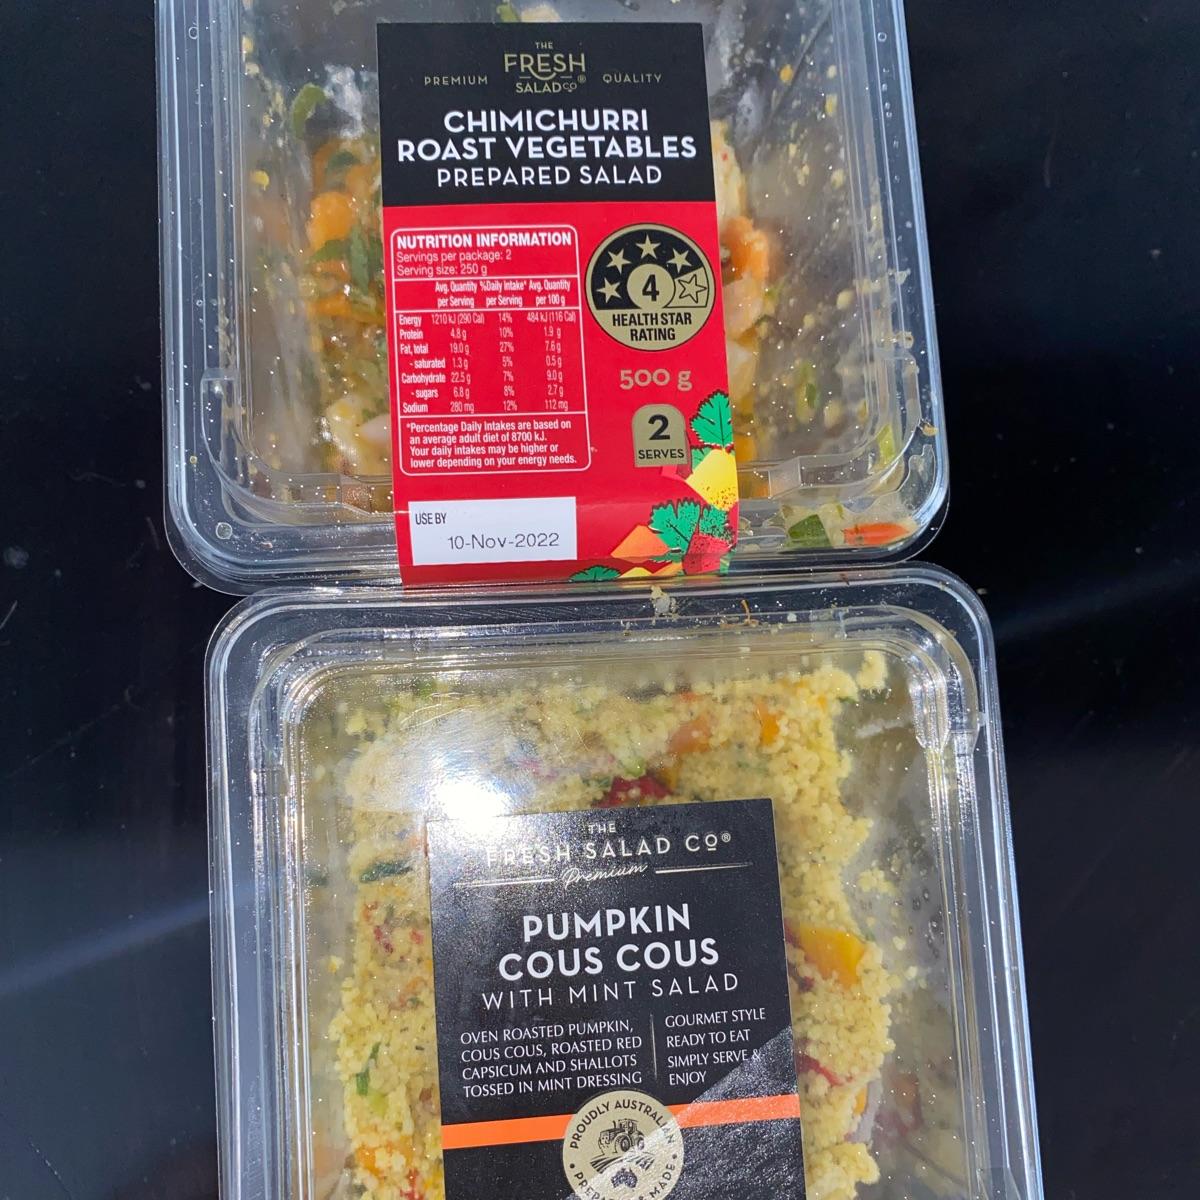 THE
FRESH
SALAD CO®
PREMIUM QUALITY
CHIMICHURRI
ROAST VEGETABLES
PREPARED SALAD
NUTRITION INFORMATION
Servings per package: 2
Serving size: 250 g
Avg. Quantity %Daily Intake* Avg. Quantity
per Serving per Serving per 100 g
Energy 1210 kJ (290 Cal) 14% 484 kJ (116 Cal)
Protein 4.8 g 10% 1.9 g
Fat, total 19.0 g 27% 7.6 g
- saturated 1.3 g 5% 0.5 g
Carbohydrate 22.5 g 7% 9.0 g
- sugars 6.8 g 8% 2.7 g
Sodium 280 mg 12% 112 mg
*Percentage Daily Intakes are based on
an average adult diet of 8700 kJ.
Your daily intakes may be higher or
lower depending on your energy needs.
4
HEALTH STAR
RATING
500 g
2
SERVES
USE BY
10-Nov-2022
THE
FRESH SALAD CO®
Premium
PUMPKIN
COUS COUS
WITH MINT SALAD
OVEN ROASTED PUMPKIN,
COUS COUS, ROASTED RED
CAPSICUM AND SHALLOTS
TOSSED IN MINT DRESSING
GOURMET STYLE
READY TO EAT
SIMPLY SERVE &
ENJOY
PROUDLY AUSTRALIAN
& MADE